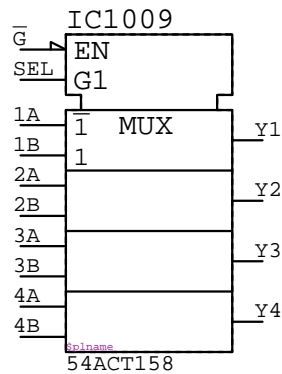 IC1009
G̅
EN
SEL
G1
1A
1̅
MUX
1B
1
Y1
2A
2B
Y2
3A
3B
Y3
4A
4B
Y4
$plname
54ACT158